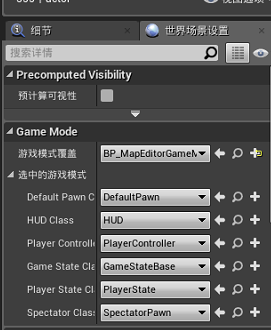 细节
世界场景设置
搜索详情
Precomputed Visibility
预计算可视性
Game Mode
游戏模式覆盖 BP_MapEditorGameM
选中的游戏模式
Default Pawn C DefaultPawn
HUD Class HUD
Player Controlle PlayerController
Game State Cla GameStateBase
Player State Cl PlayerState
Spectator Class SpectatorPawn